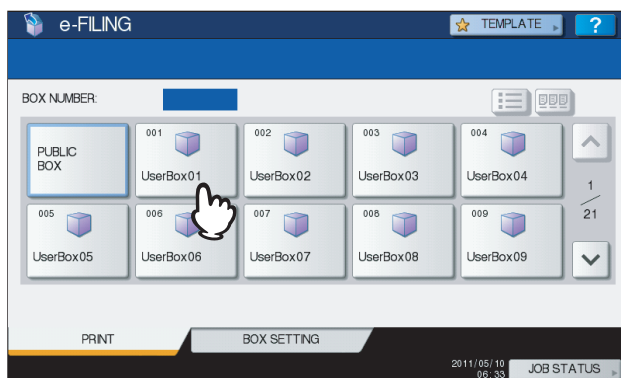 e-FILING
TEMPLATE
?
BOX NUMBER:
PUBLIC
BOX
001
UserBox01
002
UserBox02
003
UserBox03
004
UserBox04
1
21
005
UserBox05
006
UserBox06
007
UserBox07
008
UserBox08
009
UserBox09
PRINT
BOX SETTING
2011/05/10
06:33
JOB STATUS